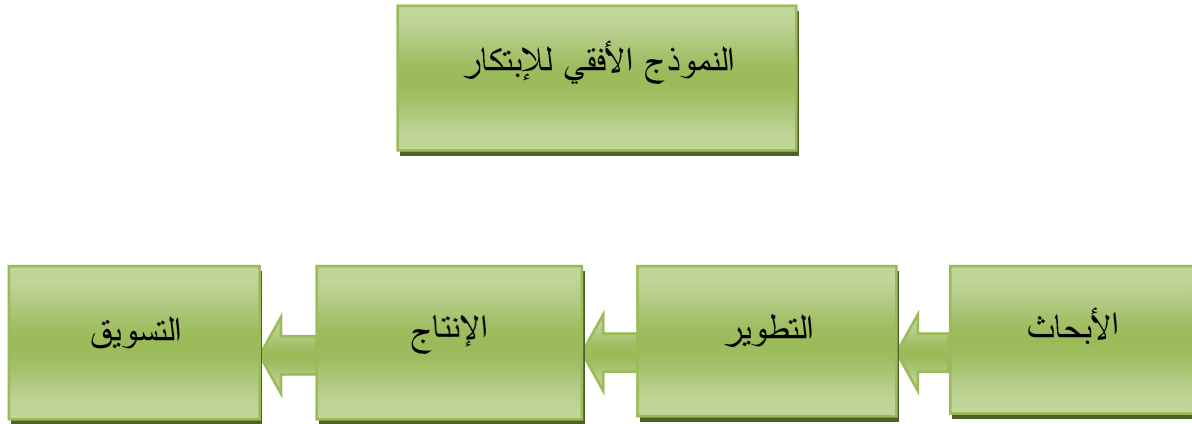 النموذج الأفقي للإبتكار
الأبحاث
التطوير
الإنتاج
التسويق